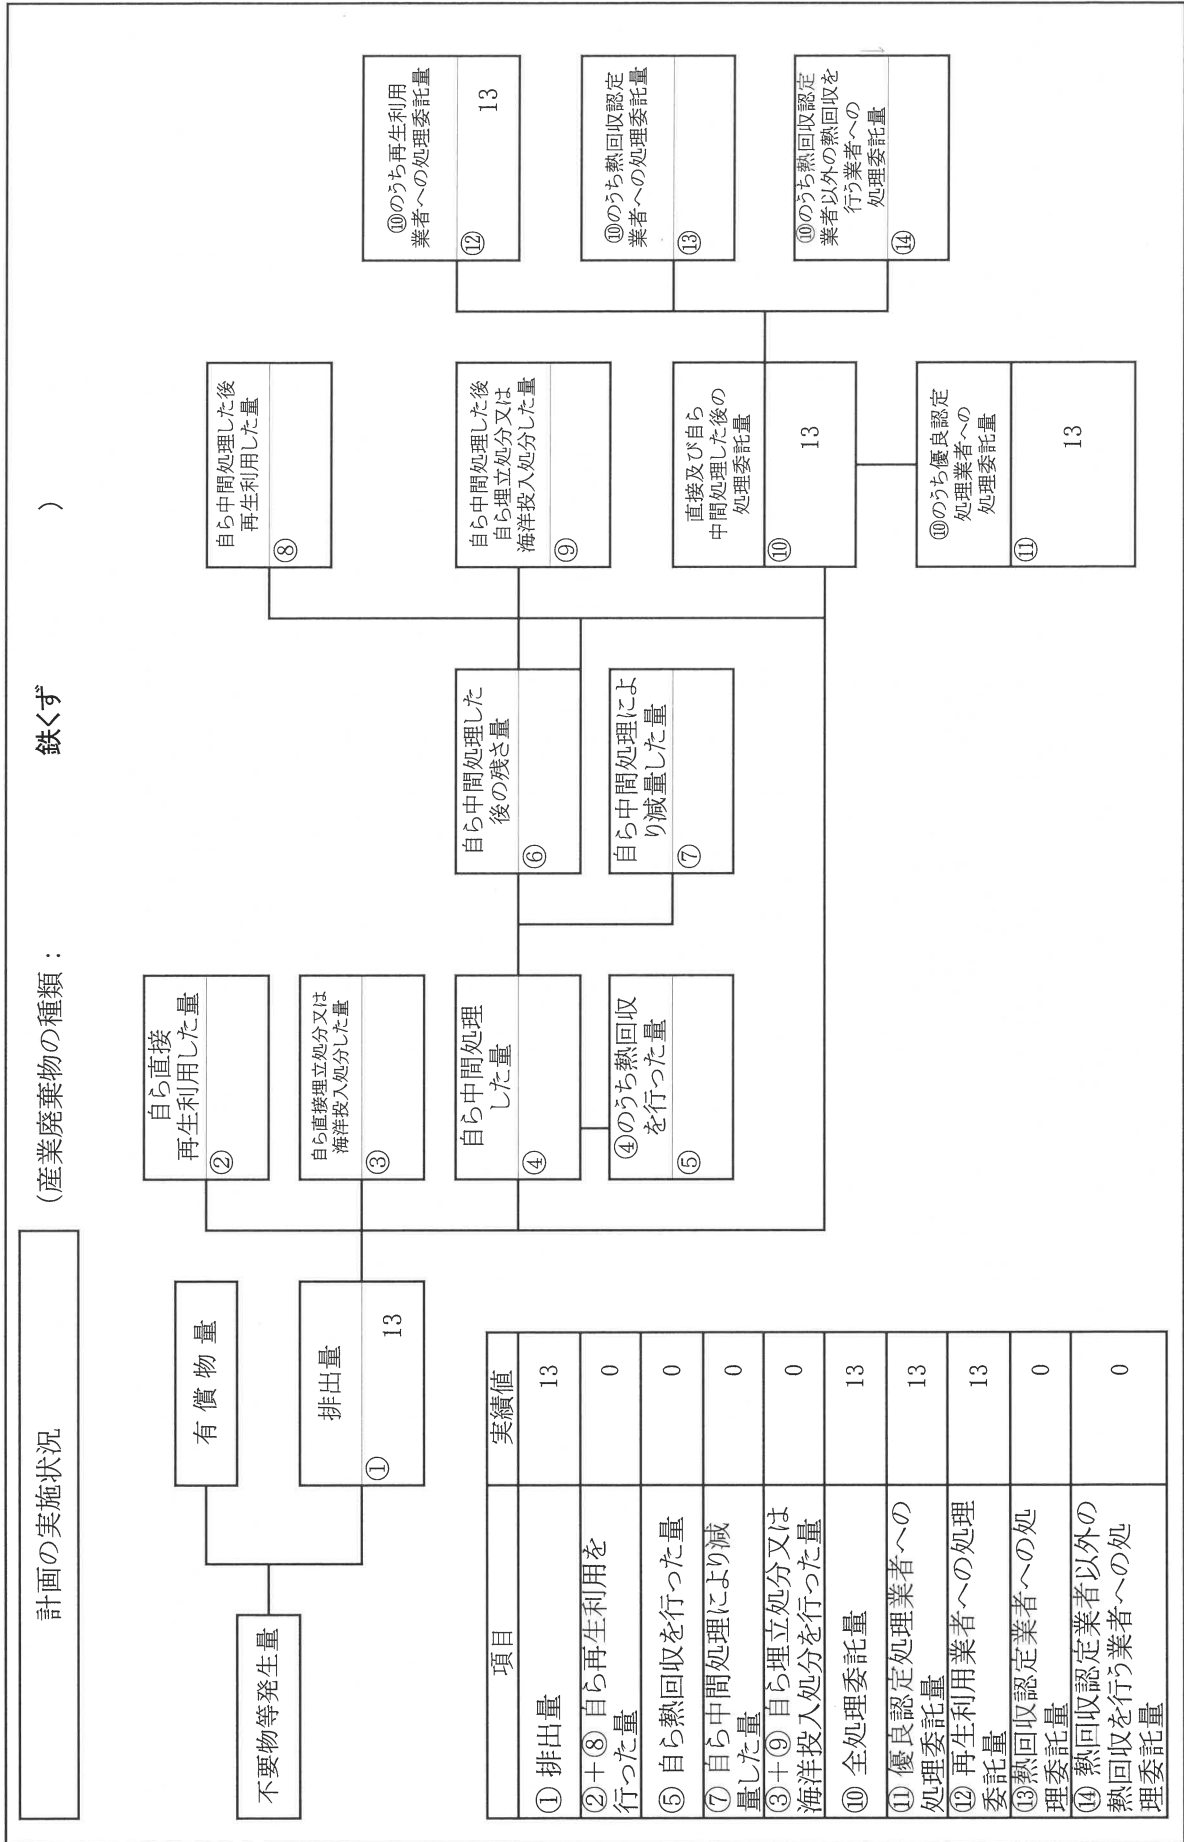 計画の実施状況
(産業廃棄物の種類：
鉄くず
)
不要物等発生量
有償物量
排出量
①
13
自ら直接
再生利用した量
②
自ら直接埋立処分又は
海洋投入処分した量
③
自ら中間処理
した量
④
④のうち熱回収
を行った量
⑤
自ら中間処理した
後の残さ量
⑥
自ら中間処理によ
り減量した量
⑦
自ら中間処理した後
再生利用した量
⑧
自ら中間処理した後
自ら埋立処分又は
海洋投入処分した量
⑨
直接及び自ら
中間処理した後の
処理委託量
⑩
13
⑩のうち優良認定
処理業者への
処理委託量
⑪
13
⑩のうち再生利用
業者への処理委託量
⑫
13
⑩のうち熱回収認定
業者への処理委託量
⑬
⑩のうち熱回収認定
業者以外の熱回収を
行う業者への
処理委託量
⑭
項目 実績値
① 排出量 13
②＋⑧ 自ら再生利用を
行った量 0
⑤ 自ら熱回収を行った量 0
⑦ 自ら中間処理により減
量した量 0
③＋⑨ 自ら埋立処分又は
海洋投入処分を行った量 0
⑩ 全処理委託量 13
⑪ 優良認定処理業者への
処理委託量 13
⑫ 再生利用業者への処理
委託量 13
⑬熱回収認定業者への処
理委託量 0
⑭ 熱回収認定業者以外の
熱回収を行う業者への処
理委託量 0